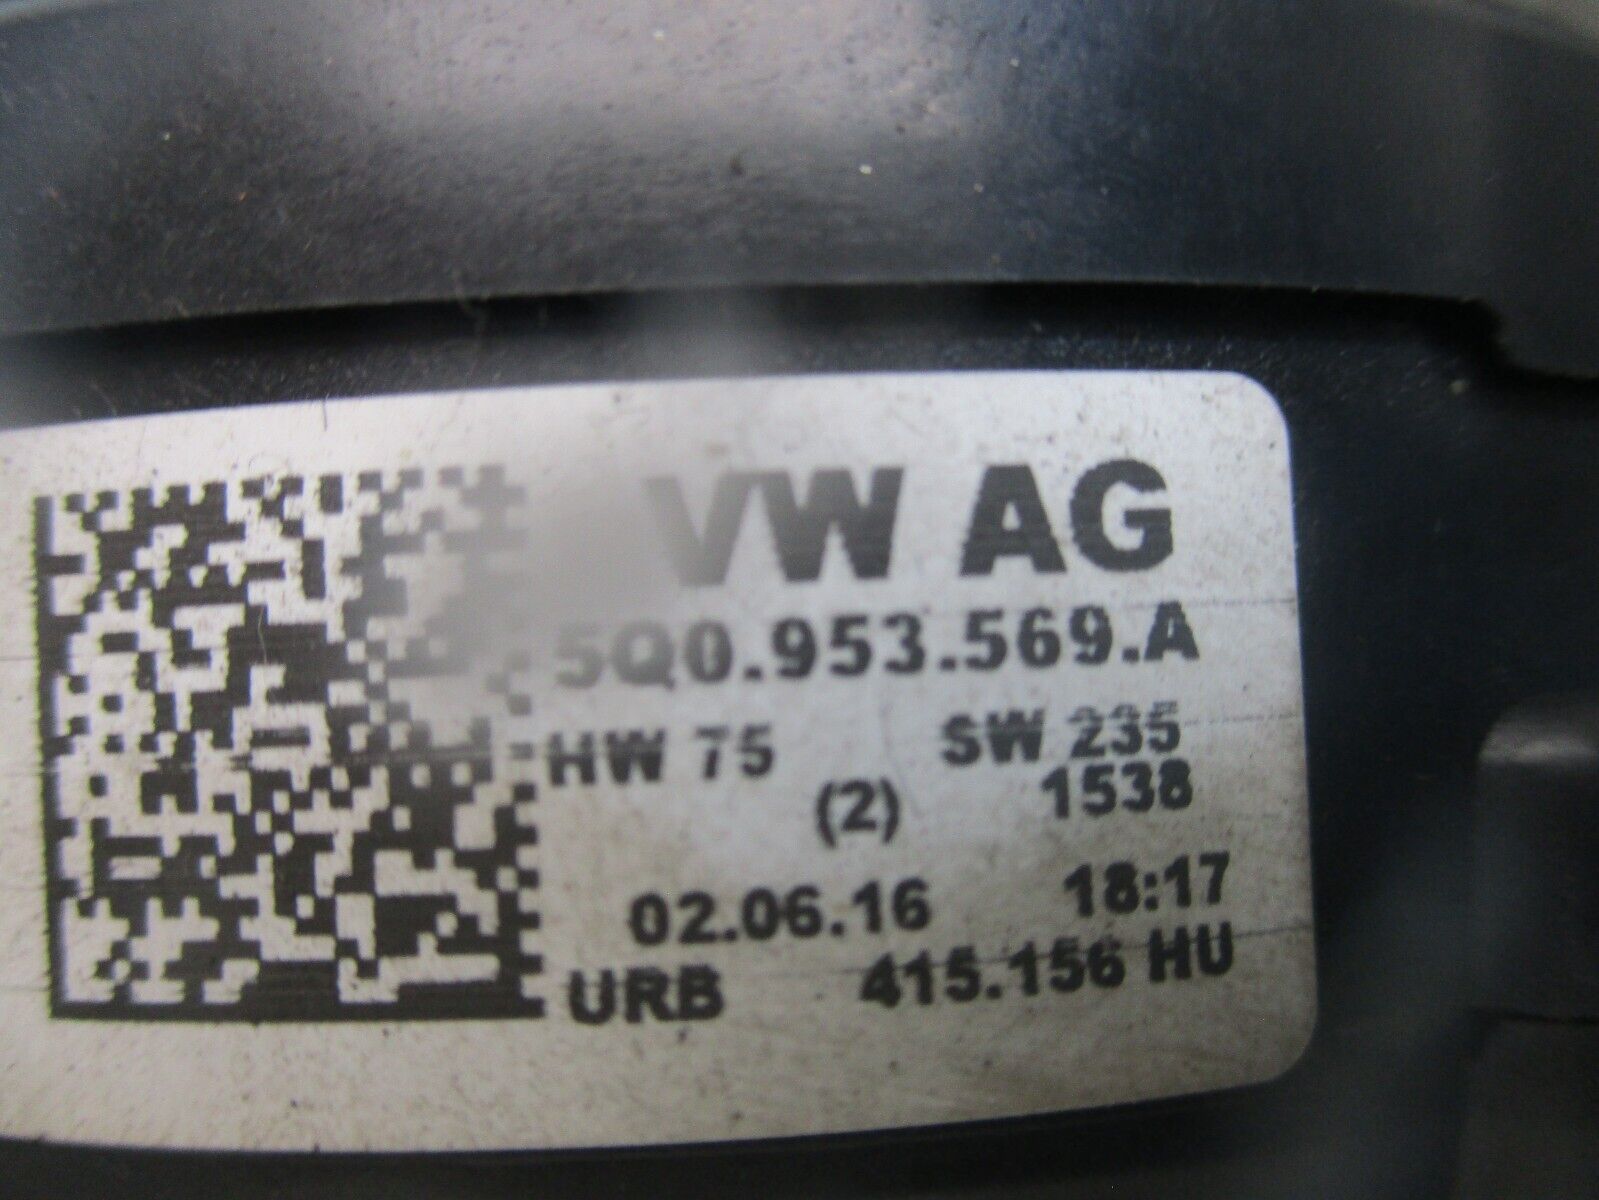 VW AG
5Q0.953.569.A
HW 75 SW 235
(2) 1538
02.06.16 18:17
URB 415.156 HU